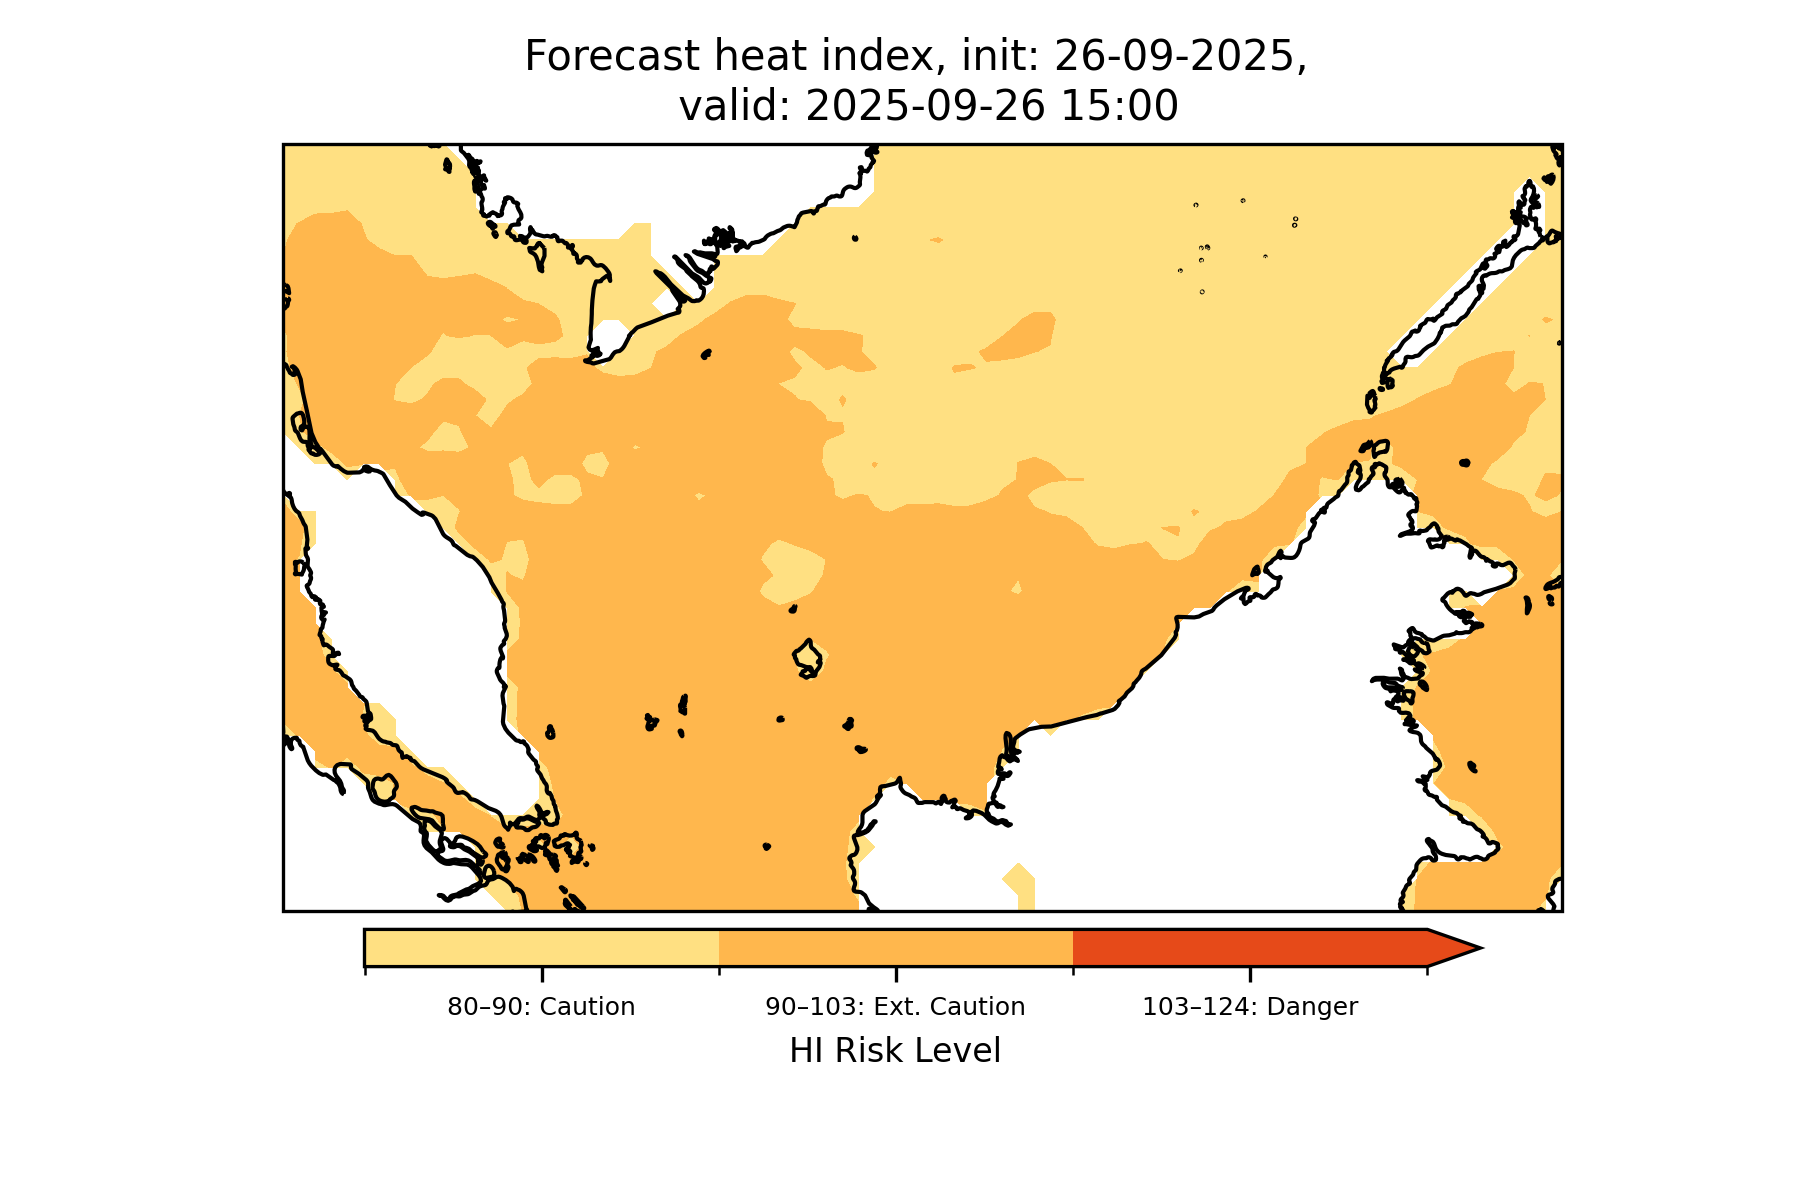 Forecast heat index, init: 26-09-2025,
valid: 2025-09-26 15:00
80–90: Caution
90–103: Ext. Caution
103–124: Danger
HI Risk Level